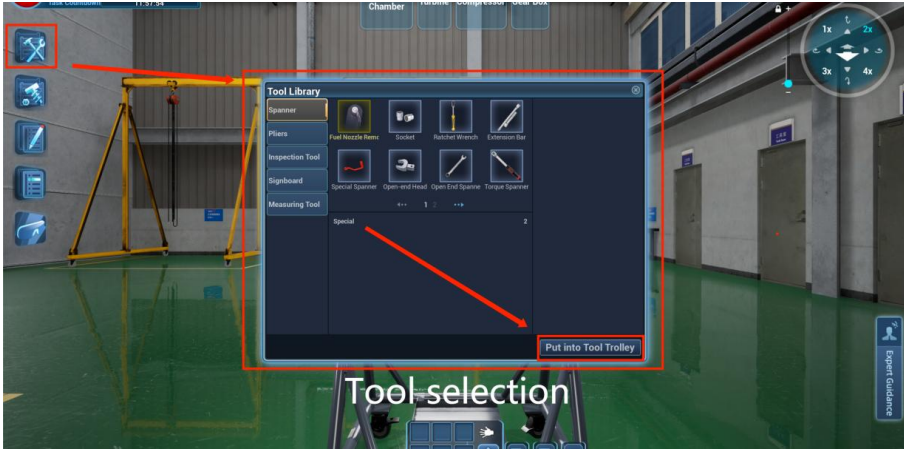 Task Countdown 11:57:54
Chamber Turbine Compressor Gear Box
1x 2x
3x 4x
Tool Library
Spanner
Pliers
Inspection Tool
Signboard
Measuring Tool
Fuel Nozzle Remo Socket Ratchet Wrench Extension Bar
Special Spanner Open-end Head Open End Spanne Torque Spanner
1 2
Special 2
Put into Tool Trolley
Tool selection
Expert Guidance